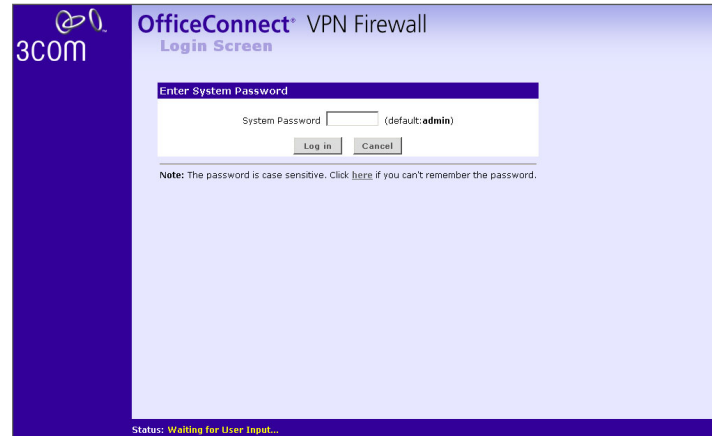 3COM
OfficeConnect® VPN Firewall
Login Screen
Enter System Password
System Password (default:admin)
Log in Cancel
Note: The password is case sensitive. Click here if you can't remember the password.
Status: Waiting for User Input...